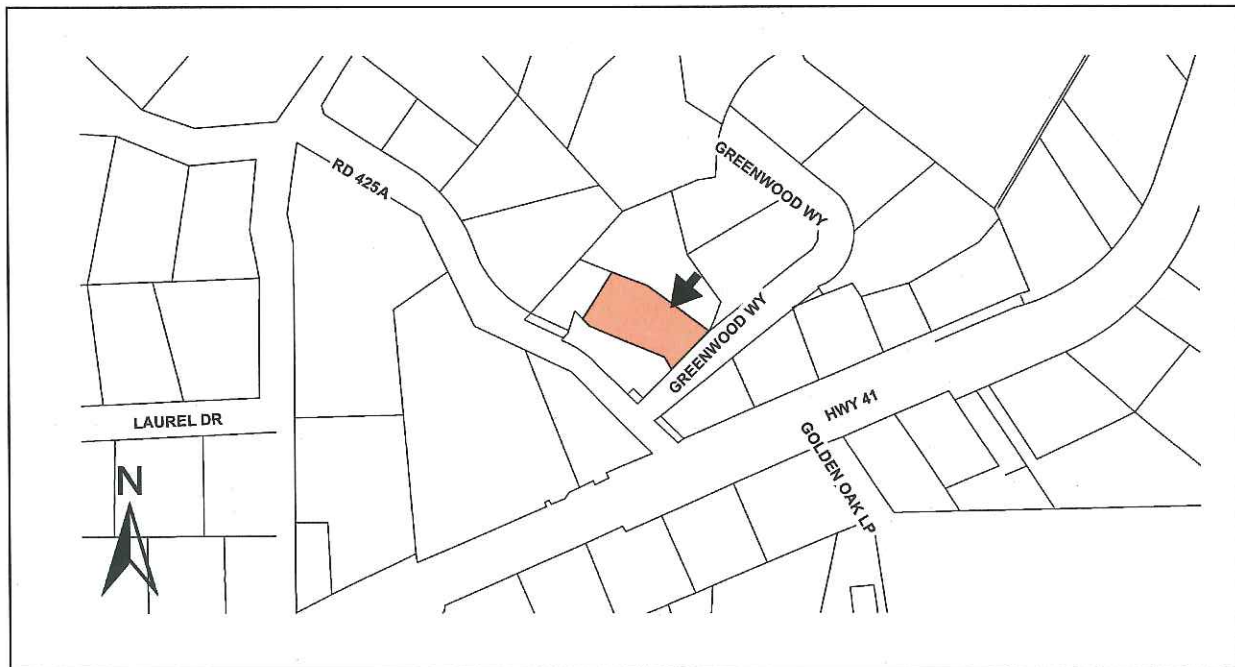 RD 425A
GREENWOOD WY
GREENWOOD WY
HWY 41
LAUREL DR
GOLDEN OAK LP
N